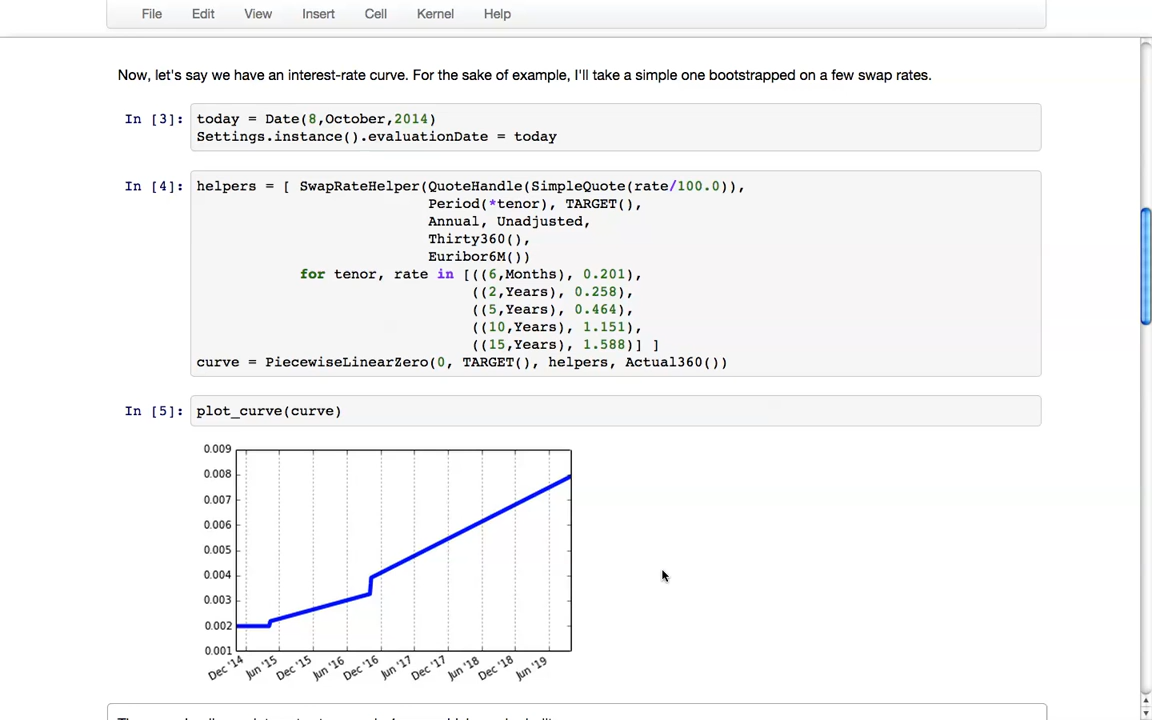 File Edit View Insert Cell Kernel Help
Now, let's say we have an interest-rate curve. For the sake of example, I'll take a simple one bootstrapped on a few swap rates.
In [3]: today = Date(8,October,2014)
Settings.instance().evaluationDate = today
In [4]: helpers = [ SwapRateHelper(QuoteHandle(SimpleQuote(rate/100.0)),
Period(*tenor), TARGET(),
Annual, Unadjusted,
Thirty360(),
Euribor6M())
for tenor, rate in [((6,Months), 0.201),
((2,Years), 0.258),
((5,Years), 0.464),
((10,Years), 1.151),
((15,Years), 1.588)] ]
curve = PiecewiseLinearZero(0, TARGET(), helpers, Actual360())
In [5]: plot_curve(curve)
0.009
0.008
0.007
0.006
0.005
0.004
0.003
0.002
0.001
Dec '14 Jun '15 Dec '15 Jun '16 Dec '16 Jun '17 Dec '17 Jun '18 Dec '18 Jun '19